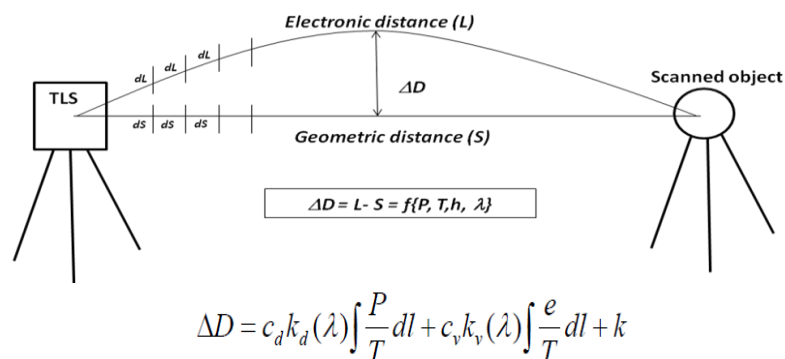 Electronic distance (L)
dL
dL
dL
TLS
ΔD
Scanned object
dS dS dS
Geometric distance (S)
ΔD = L- S = f{P, T,h, λ}
ΔD = c_d k_d(λ)∫ P/T dl + c_v k_v(λ)∫ e/T dl + k